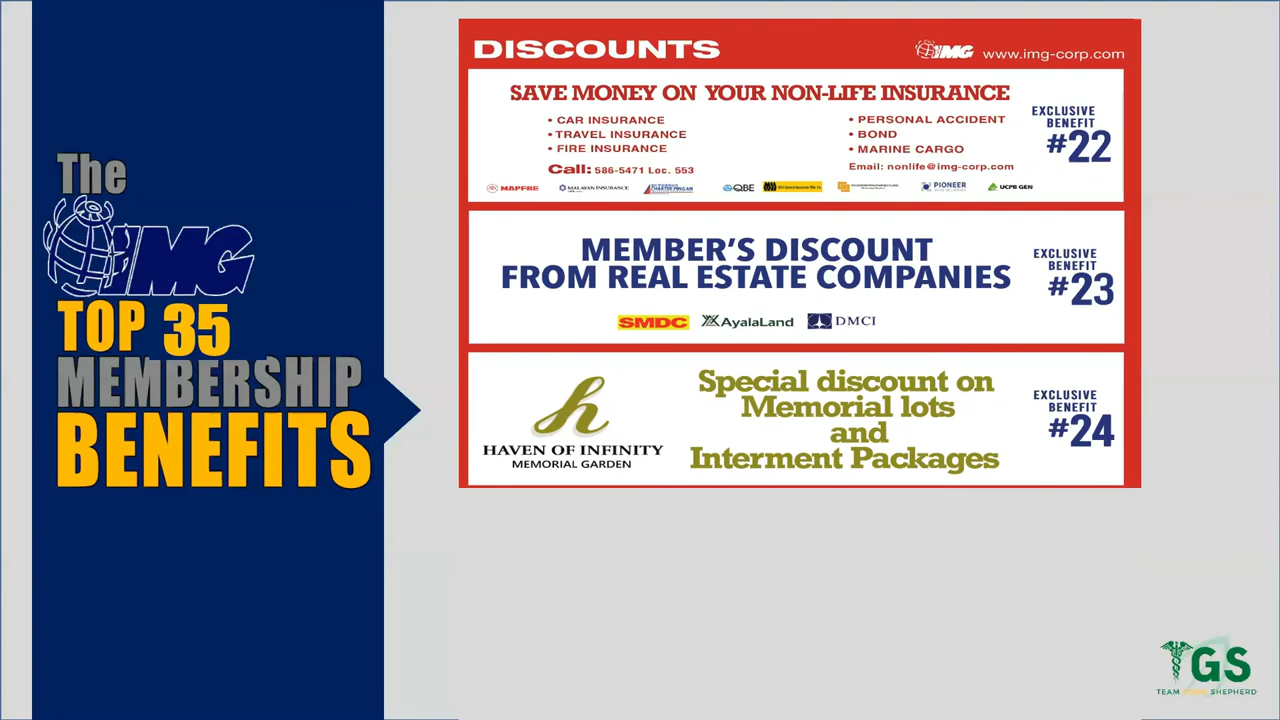 The
IMG
TOP 35
MEMBERSHIP
BENEFITS
DISCOUNTS
IMG www.img-corp.com
SAVE MONEY ON YOUR NON-LIFE INSURANCE
• CAR INSURANCE
• TRAVEL INSURANCE
• FIRE INSURANCE
Call: 586-5471 Loc. 553
• PERSONAL ACCIDENT
• BOND
• MARINE CARGO
Email: nonlife@img-corp.com
EXCLUSIVE
BENEFIT
#22
MAPFRE MALAYAN INSURANCE CHARTER PING AN QBE PIONEER UCPB GEN
MEMBER'S DISCOUNT
FROM REAL ESTATE COMPANIES
SMDC AyalaLand DMCI
EXCLUSIVE
BENEFIT
#23
h
HAVEN OF INFINITY
MEMORIAL GARDEN
Special discount on
Memorial lots
and
Interment Packages
EXCLUSIVE
BENEFIT
#24
TGS
TEAM SHEPHERD